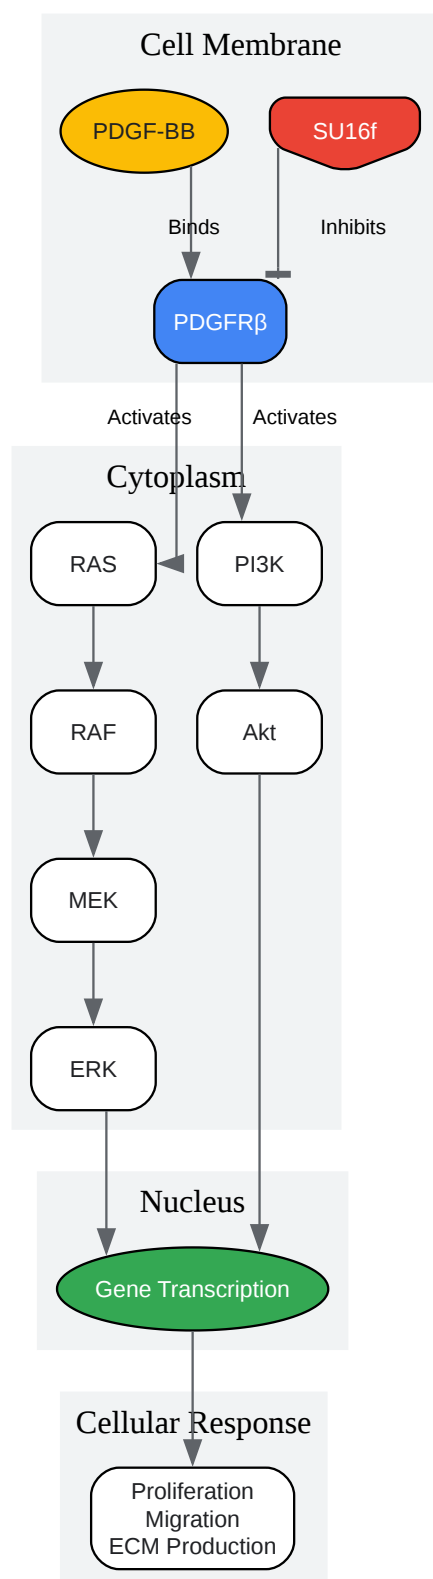 Cell Membrane
PDGF-BB
SU16f
Binds
Inhibits
PDGFRβ
Activates
Activates
Cytoplasm
RAS
PI3K
RAF
Akt
MEK
ERK
Nucleus
Gene Transcription
Cellular Response
Proliferation
Migration
ECM Production